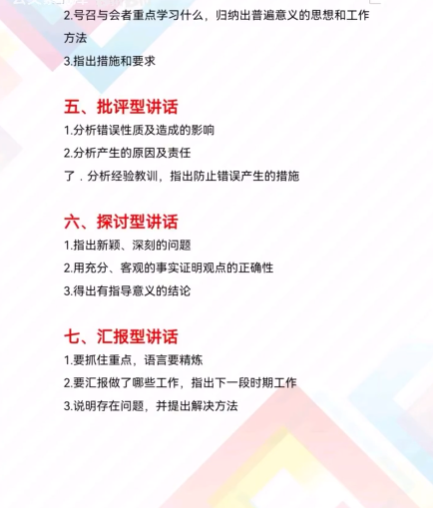 2.号召与会者重点学习什么，归纳出普遍意义的思想和工作
方法
3.指出措施和要求
五、批评型讲话
1.分析错误性质及造成的影响
2.分析产生的原因及责任
了．分析经验教训，指出防止错误产生的措施
六、探讨型讲话
1.指出新颖、深刻的问题
2.用充分、客观的事实证明观点的正确性
3.得出有指导意义的结论
七、汇报型讲话
1.要抓住重点，语言要精炼
2.要汇报做了哪些工作，指出下一段时期工作
3.说明存在问题，并提出解决方法